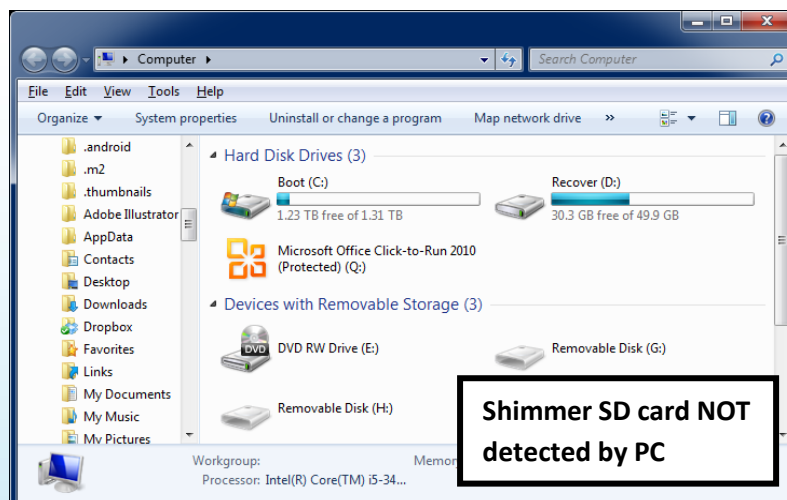 Computer
Search Computer
File Edit View Tools Help
Organize System properties Uninstall or change a program Map network drive »
.android
.m2
.thumbnails
Adobe Illustrator
AppData
Contacts
Desktop
Downloads
Dropbox
Favorites
Links
My Documents
My Music
My Pictures
Hard Disk Drives (3)
Boot (C:)
1.23 TB free of 1.31 TB
Recover (D:)
30.3 GB free of 49.9 GB
Microsoft Office Click-to-Run 2010
(Protected) (Q:)
Devices with Removable Storage (3)
DVD
DVD RW Drive (E:)
Removable Disk (G:)
Removable Disk (H:)
Shimmer SD card NOT
detected by PC
Workgroup:
Processor: Intel(R) Core(TM) i5-34...